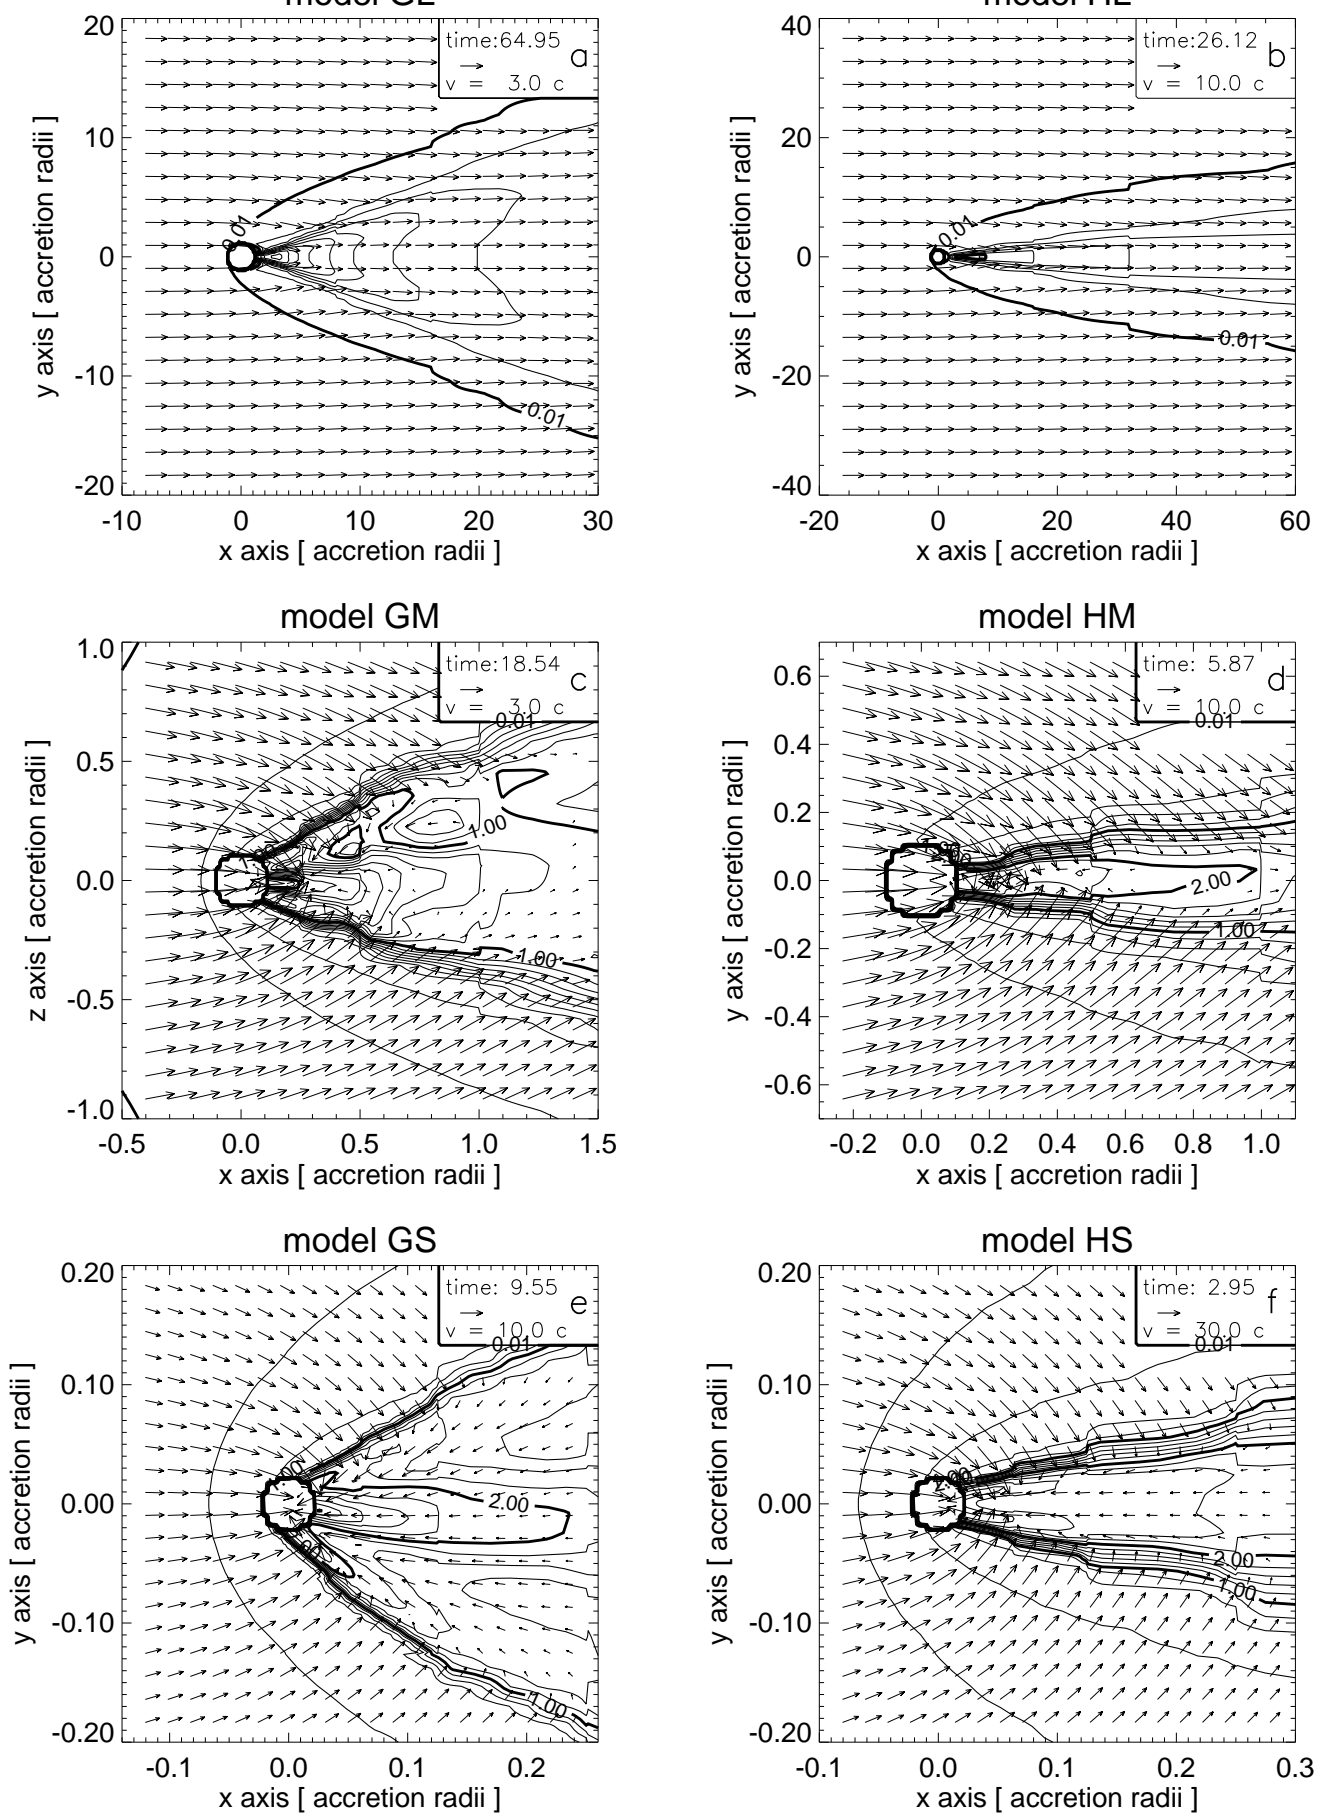 model GL
model HL
20
10
0
-10
-20
y axis [ accretion radii ]
time:64.95
a
v = 3.0 c
0.01
0.01
-10 0 10 20 30
x axis [ accretion radii ]
40
20
0
-20
-40
y axis [ accretion radii ]
time:26.12
b
v = 10.0 c
0.01
0.01
-20 0 20 40 60
x axis [ accretion radii ]
model GM
1.0
0.5
0.0
-0.5
-1.0
z axis [ accretion radii ]
time:18.54
c
v = 3.0 c
0.01
1.00
1.00
-0.5 0.0 0.5 1.0 1.5
x axis [ accretion radii ]
model HM
0.6
0.4
0.2
0.0
-0.2
-0.4
-0.6
y axis [ accretion radii ]
time: 5.87
d
v = 10.0 c
0.01
2.00
1.00
-0.2 0.0 0.2 0.4 0.6 0.8 1.0
x axis [ accretion radii ]
model GS
0.20
0.10
0.00
-0.10
-0.20
y axis [ accretion radii ]
time: 9.55
e
v = 10.0 c
0.01
2.00
1.00
-0.1 0.0 0.1 0.2
x axis [ accretion radii ]
model HS
0.20
0.10
0.00
-0.10
-0.20
y axis [ accretion radii ]
time: 2.95
f
v = 30.0 c
0.01
2.00
2.00
1.00
-0.1 0.0 0.1 0.2 0.3
x axis [ accretion radii ]